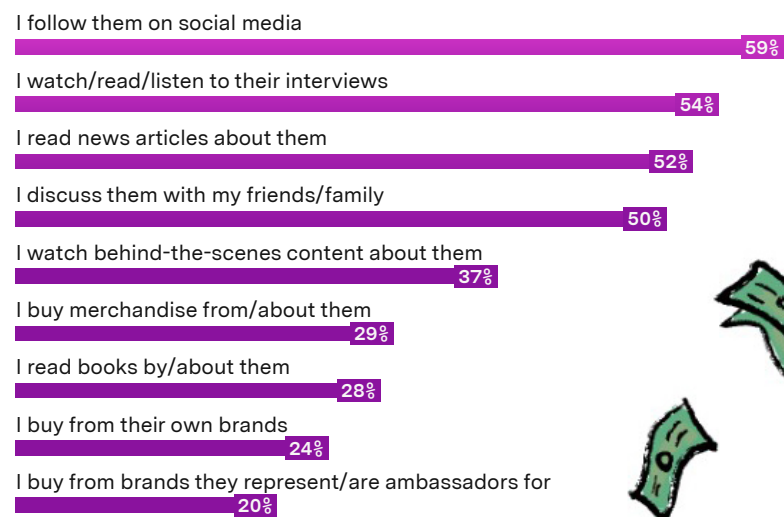 I follow them on social media
59%
I watch/read/listen to their interviews
54%
I read news articles about them
52%
I discuss them with my friends/family
50%
I watch behind-the-scenes content about them
37%
I buy merchandise from/about them
29%
I read books by/about them
28%
I buy from their own brands
24%
I buy from brands they represent/are ambassadors for
20%